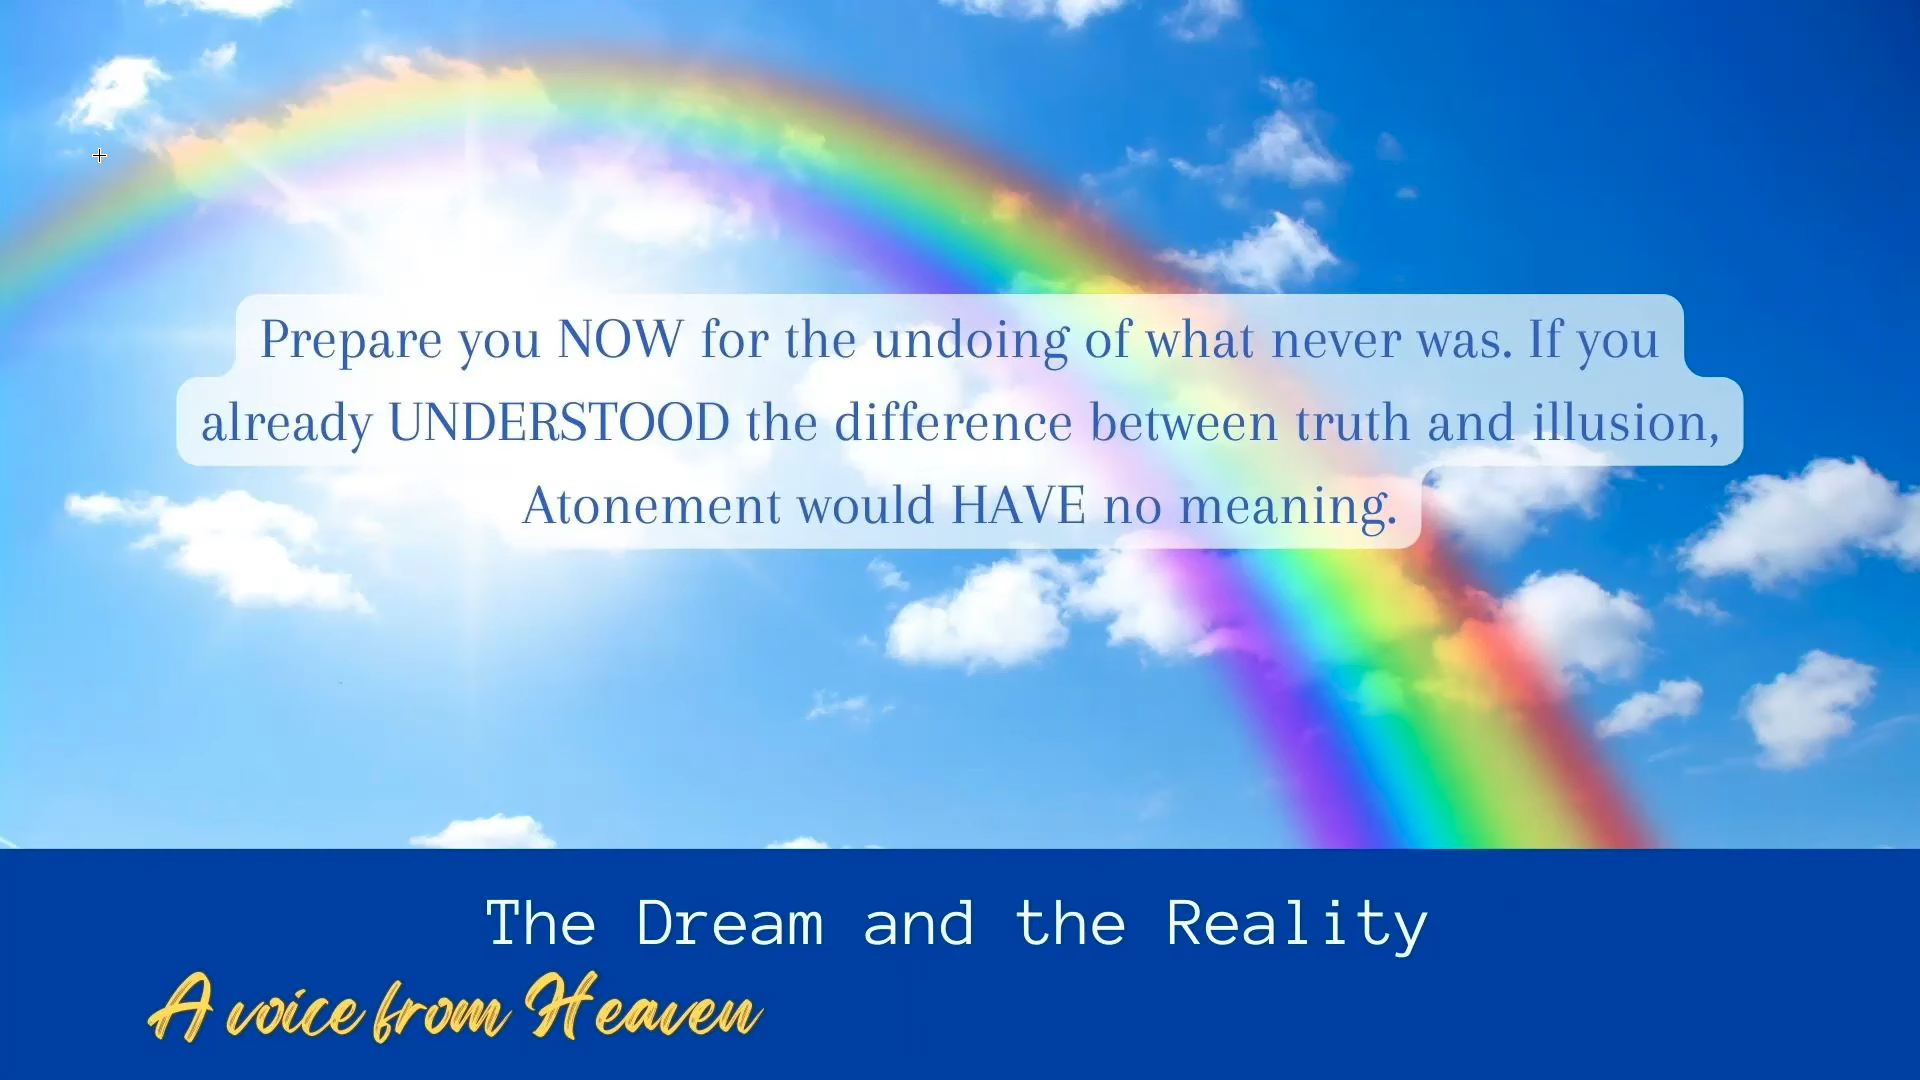 Prepare you NOW for the undoing of what never was. If you
already UNDERSTOOD the difference between truth and illusion,
Atonement would HAVE no meaning.
The Dream and the Reality
A voice from Heaven